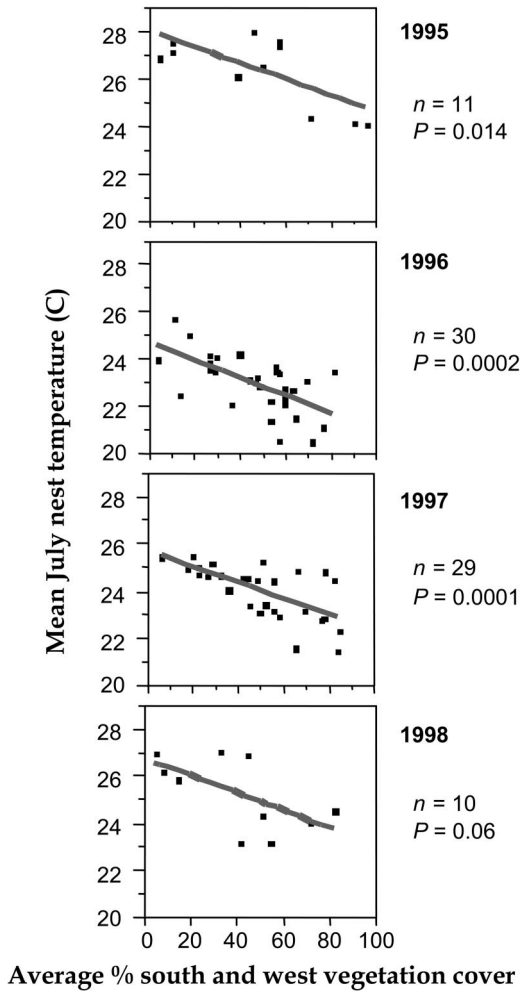 28
26
24
22
20
1995
n = 11
P = 0.014
28
26
24
22
20
1996
n = 30
P = 0.0002
28
26
24
22
20
1997
n = 29
P = 0.0001
28
26
24
22
20
1998
n = 10
P = 0.06
0 20 40 60 80 100
Mean July nest temperature (C)
Average % south and west vegetation cover